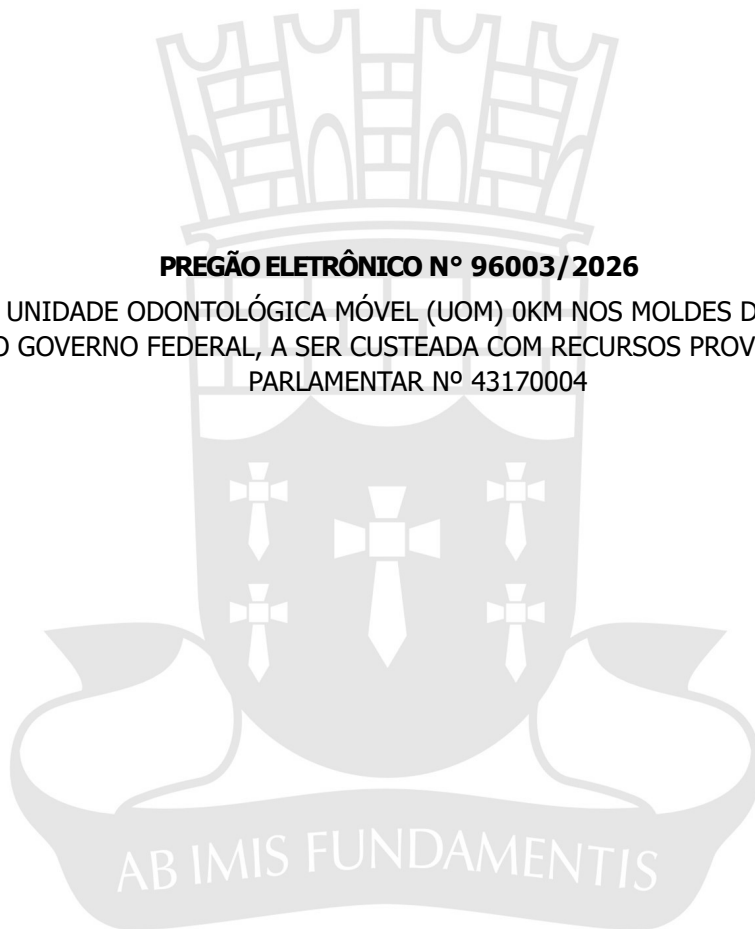 PREGÃO ELETRÔNICO N° 96003/2026
UNIDADE ODONTOLÓGICA MÓVEL (UOM) 0KM NOS MOLDES D
O GOVERNO FEDERAL, A SER CUSTEADA COM RECURSOS PROV
PARLAMENTAR Nº 43170004
AB IMIS FUNDAMENTIS